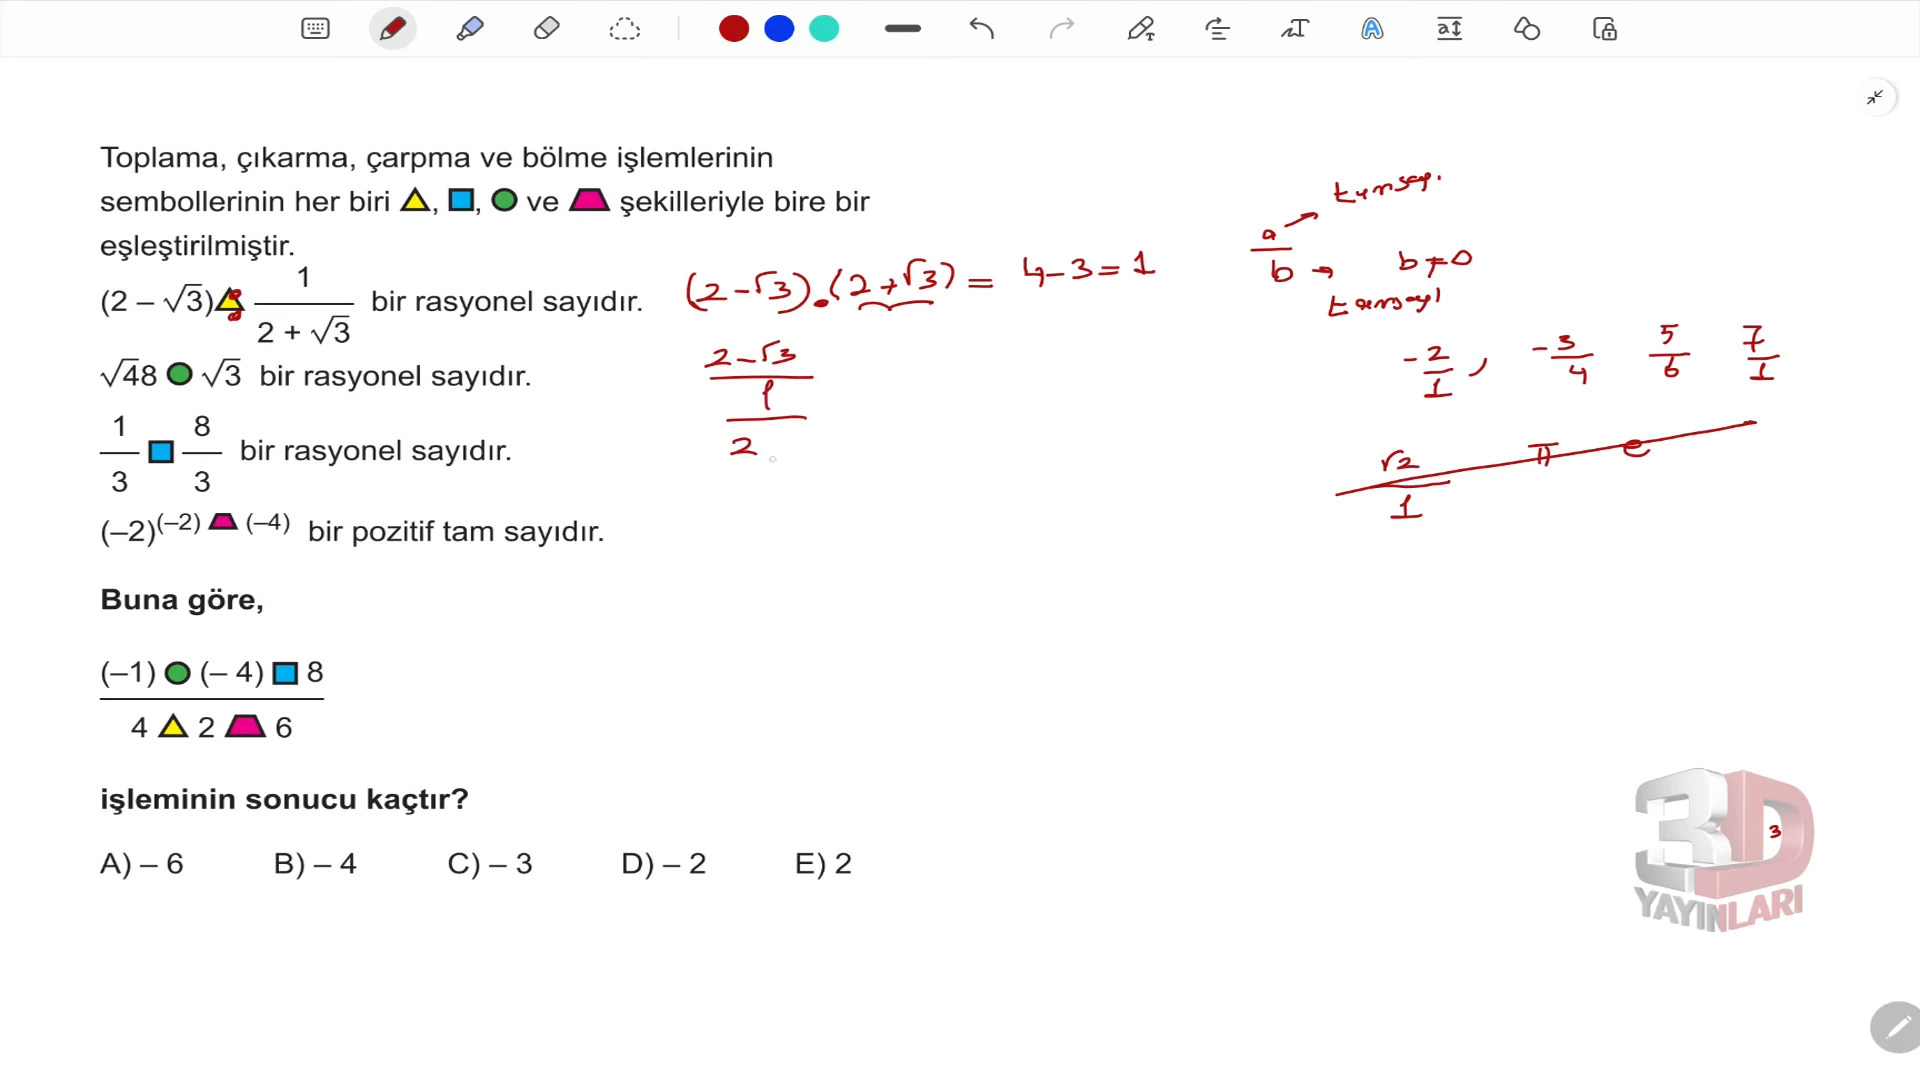 Toplama, çıkarma, çarpma ve bölme işlemlerinin
sembollerinin her biri , , ve şekilleriyle bire bir
eşleştirilmiştir.
(2 – √3) 1/(2 + √3) bir rasyonel sayıdır.
√48 √3 bir rasyonel sayıdır.
1/3 8/3 bir rasyonel sayıdır.
(–2)^(–2) (–4) bir pozitif tam sayıdır.
Buna göre,
(–1) (– 4) 8
4 2 6
işleminin sonucu kaçtır?
A) – 6 B) – 4 C) – 3 D) – 2 E) 2
(2-√3).(2+√3) = 4-3=1
2-√3
1
2
tamsayı
a
b → b≠0
tamsayı
-2/1 , -3/4 5/6 7/1
√2/1 π e
3D
3
YAYINLARI